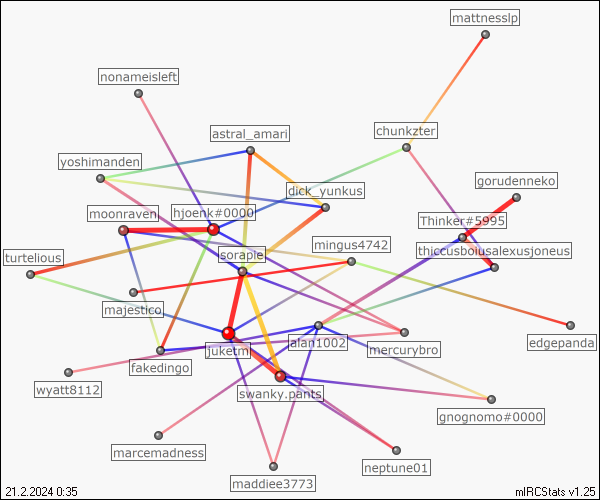 mattnesslp
nonameisleft
astral_amari
chunkzter
yoshimanden
gorudenneko
dick_yunkus
moonraven
hjoenk#0000
Thinker#5995
mingus4742
thiccusboiusalexusjoneus
turtelious
sorapie
majestico
edgepanda
juketmi
alan1002
mercurybro
fakedingo
wyatt8112
swanky.pants
gnognomo#0000
marcemadness
neptune01
maddiee3773
21.2.2024 0:35
mIRCStats v1.25